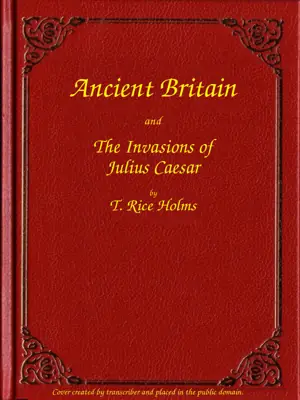 Ancient Britain
and
The Invasions of
Julius Caesar
by
T. Rice Holms
Cover created by transcriber and placed in the public domain.